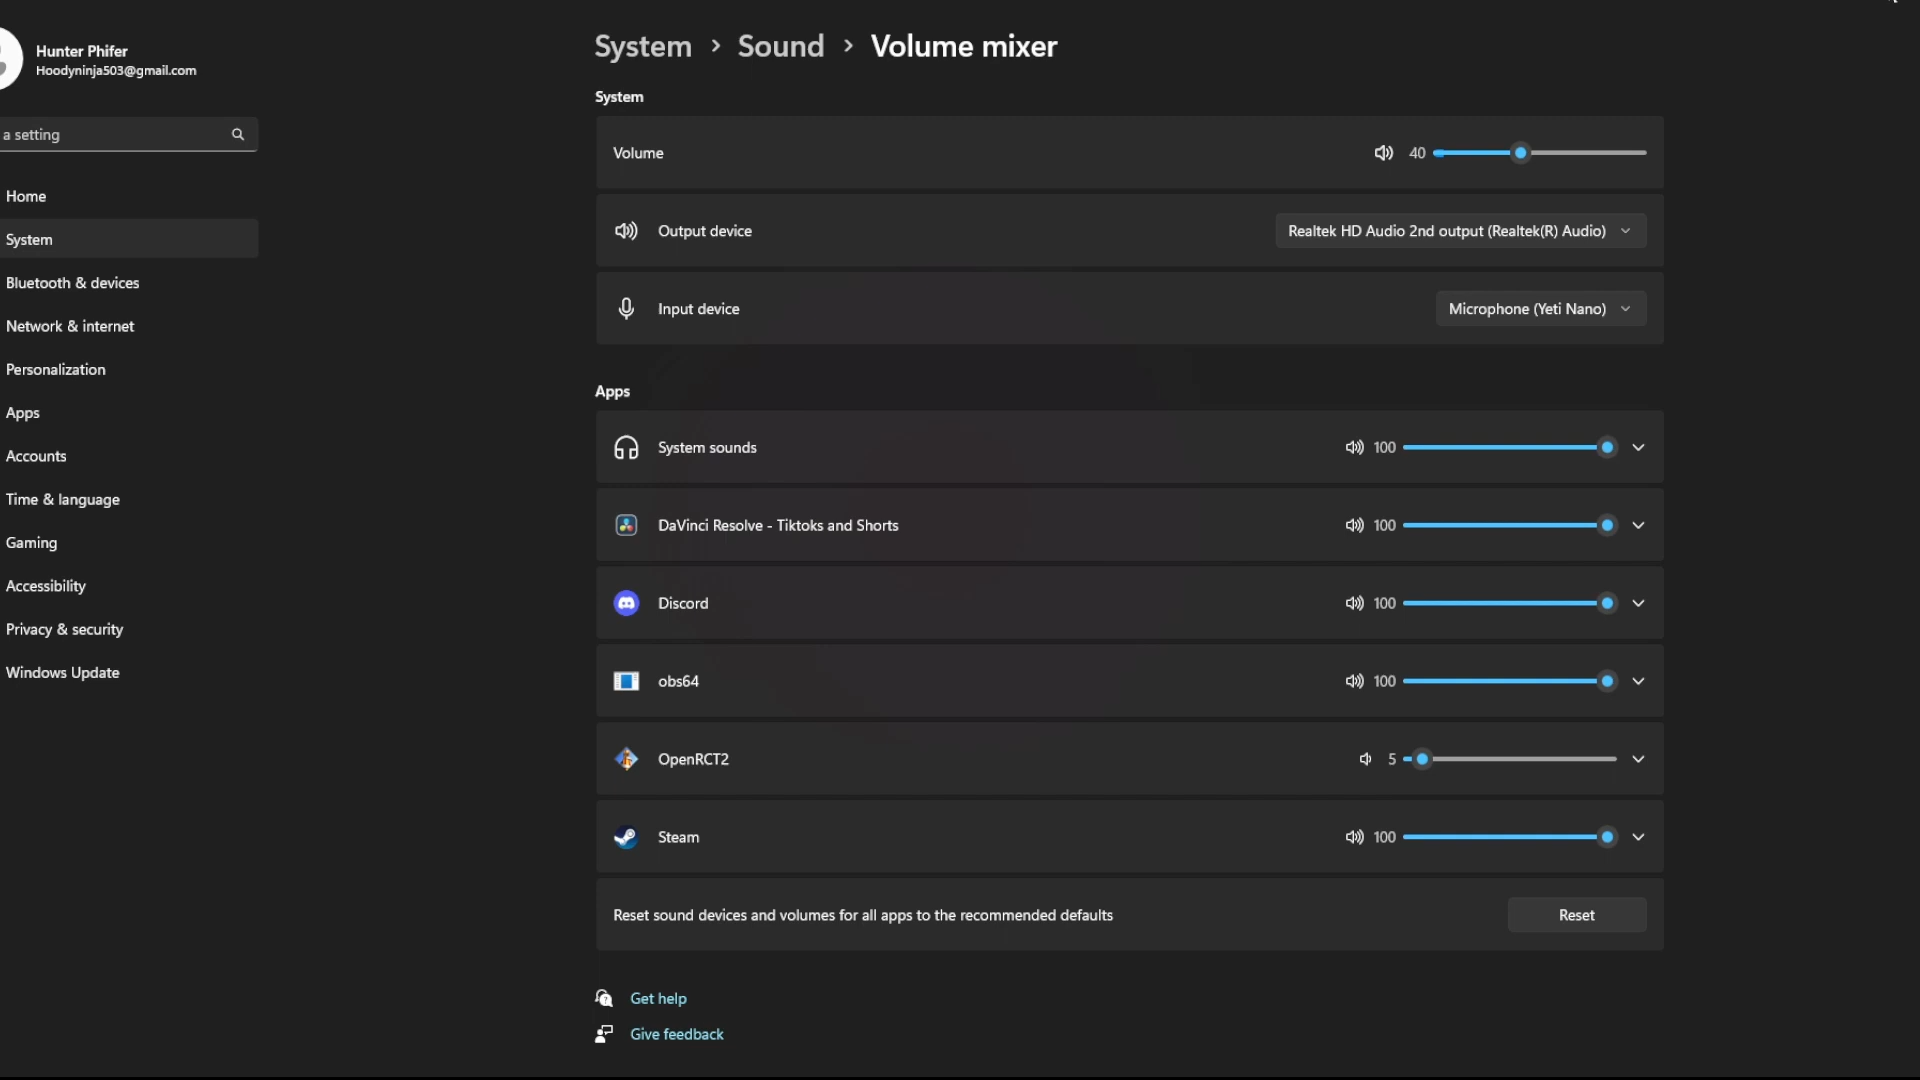 Hunter Phifer
Hoodyninja503@gmail.com
a setting
Home
System
Bluetooth & devices
Network & internet
Personalization
Apps
Accounts
Time & language
Gaming
Accessibility
Privacy & security
Windows Update
System > Sound > Volume mixer
System
Volume 40
Output device Realtek HD Audio 2nd output (Realtek(R) Audio)
Input device Microphone (Yeti Nano)
Apps
System sounds 100
DaVinci Resolve - Tiktoks and Shorts 100
Discord 100
obs64 100
OpenRCT2 5
Steam 100
Reset sound devices and volumes for all apps to the recommended defaults Reset
Get help
Give feedback